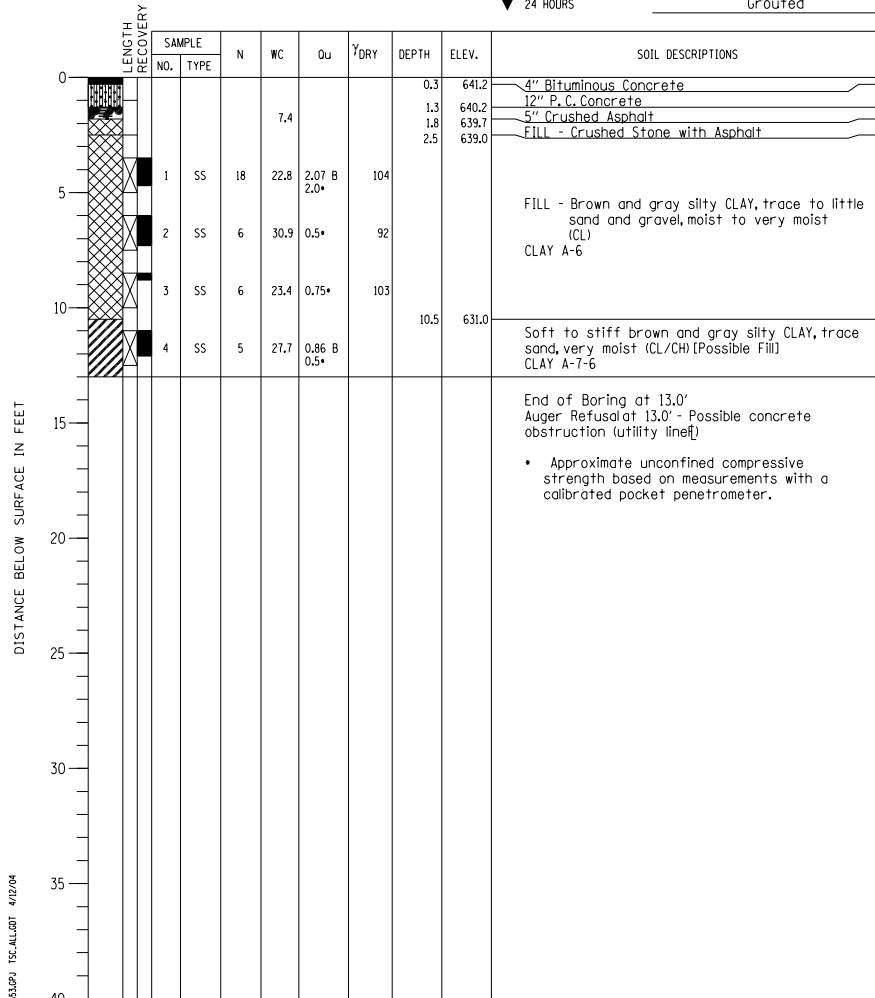 ▼ 24 HOURS Grouted
LENGTH
RECOVERY
SAMPLE
NO. TYPE N WC Qu γDRY DEPTH ELEV. SOIL DESCRIPTIONS
0
0.3 641.2 4" Bituminous Concrete
1.3 640.2 12" P.C. Concrete
7.4 1.8 639.7 5" Crushed Asphalt
2.5 639.0 FILL - Crushed Stone with Asphalt
1 SS 18 22.8 2.07 B 104
2.0*
5
FILL - Brown and gray silty CLAY, trace to little
sand and gravel, moist to very moist
2 SS 6 30.9 0.5* 92
(CL)
CLAY A-6
3 SS 6 23.4 0.75* 103
10
10.5 631.0
Soft to stiff brown and gray silty CLAY, trace
4 SS 5 27.7 0.86 B sand, very moist (CL/CH) [Possible Fill]
0.5* CLAY A-7-6
End of Boring at 13.0'
Auger Refusal at 13.0' - Possible concrete
15 obstruction (utility line)
* Approximate unconfined compressive
strength based on measurements with a
calibrated pocket penetrometer.
20
25
30
35
40
DISTANCE BELOW SURFACE IN FEET
53.GPJ TSC_ALL.GDT 4/12/04